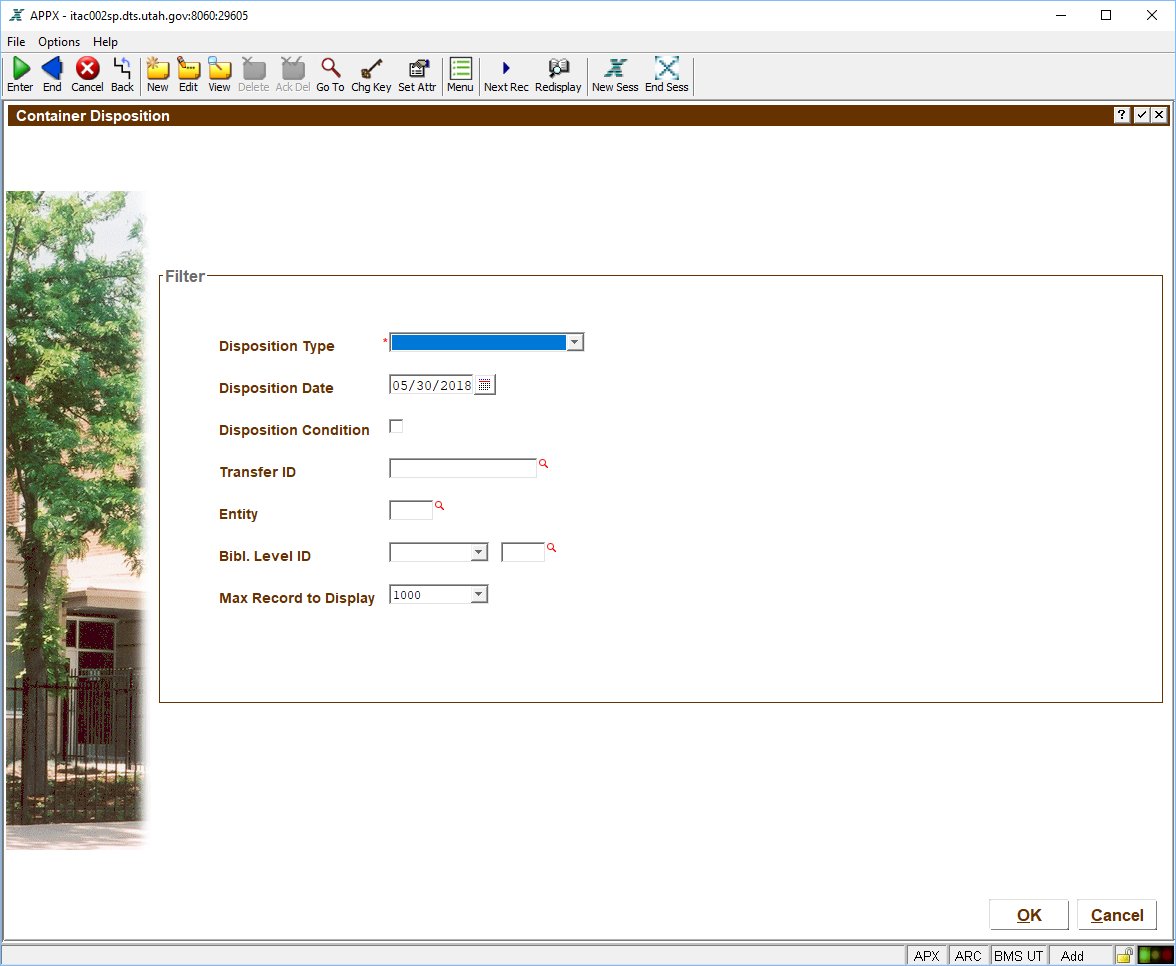 APPX - itac002sp.dts.utah.gov:8060:29605
File Options Help
Enter End Cancel Back New Edit View Delete Ack Del Go To Chg Key Set Attr Menu Next Rec Redisplay New Sess End Sess
Container Disposition ?
Filter
Disposition Type *
Disposition Date 05/30/2018
Disposition Condition
Transfer ID
Entity
Bibl. Level ID
Max Record to Display 1000
OK Cancel
APX ARC BMS UT Add